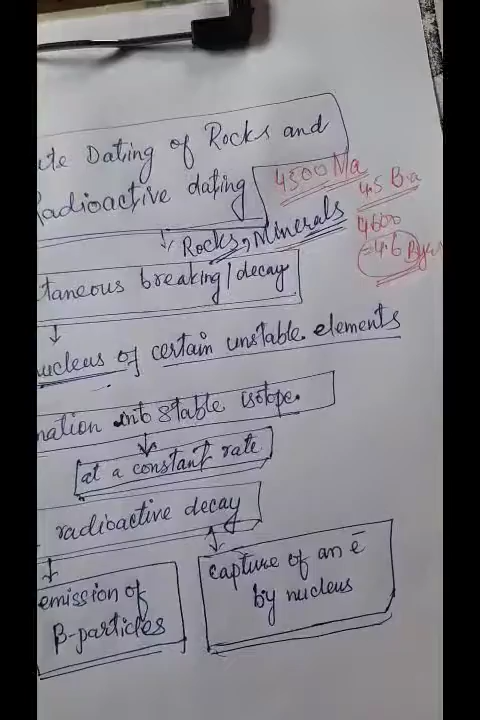 ute Dating of Rocks and
Radioactive dating
4500 Ma
4.5 B.a
Rocks, Minerals
4600
=4.6 Byr
taneous breaking/decay
nucleus of certain unstable elements
mation into stable isotope.
at a constant rate
radioactive decay
emission of
β-particles
capture of an ē
by nucleus